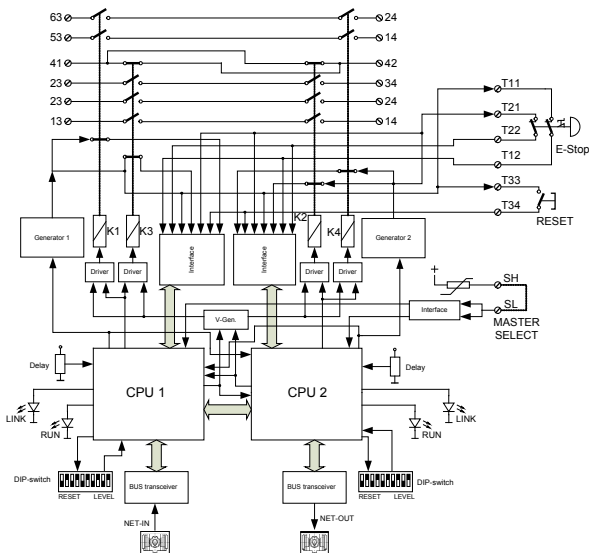 63 24
53 14
41 42
23 34
23 24
13 14
T11
T21
T22
T12
E-Stop
T33
T34
RESET
Generator 1
K1
K3
Interface
Interface
K2
K4
Generator 2
Driver
Driver
Driver
Driver
+
SH
SL
MASTER
SELECT
Interface
V-Gen.
Delay
CPU 1
CPU 2
Delay
LINK
RUN
LINK
RUN
DIP-switch
RESET LEVEL
BUS transceiver
BUS transceiver
DIP-switch
RESET LEVEL
NET-IN
NET-OUT